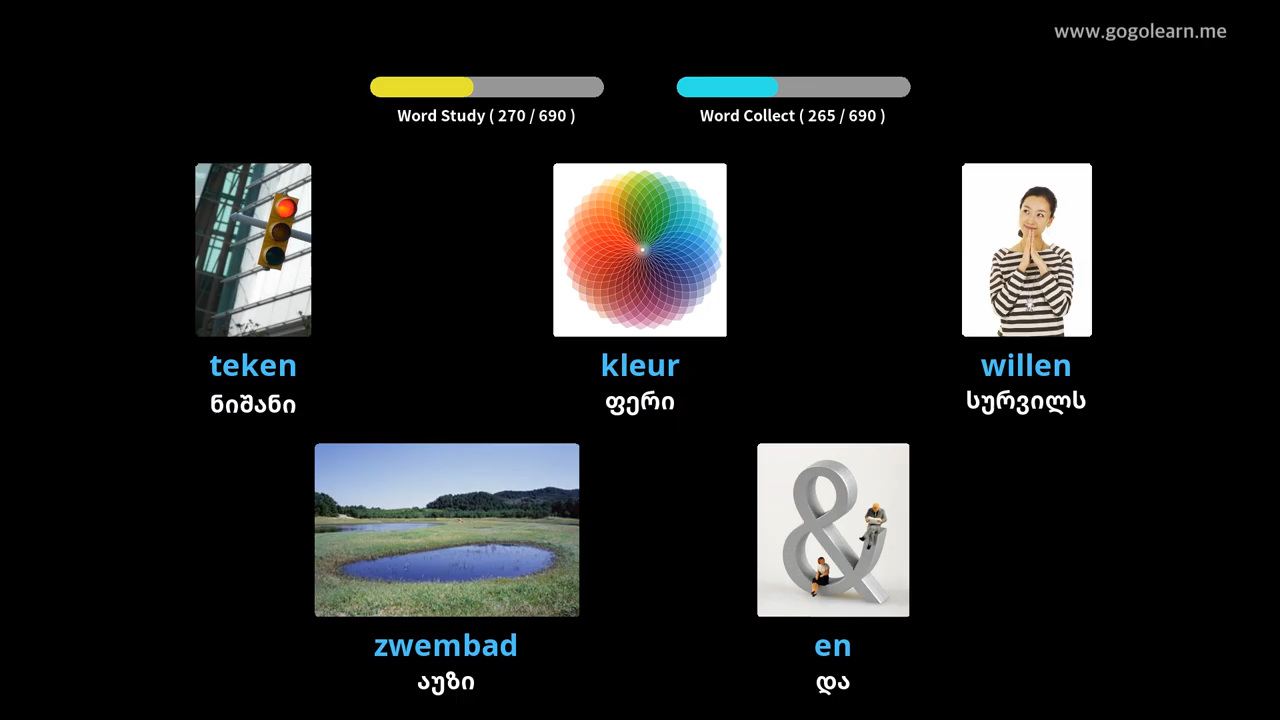 www.gogolearn.me
Word Study ( 270 / 690 )
Word Collect ( 265 / 690 )
teken
ნიშანი
kleur
ფერი
willen
სურვილს
zwembad
აუზი
en
და